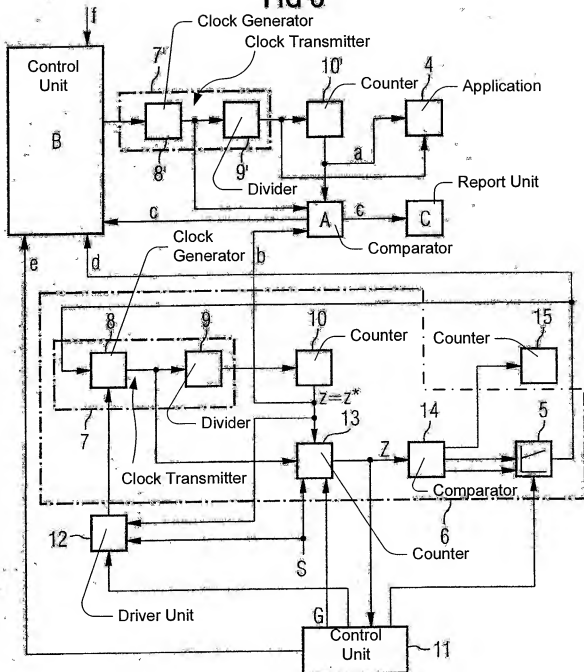 FIG 6
f
Clock Generator
Clock Transmitter
Control
Unit
B
7'
8'
9'
10'
Counter
4
Application
Divider
a
Report Unit
c
A
c
C
Comparator
e
d
Clock
Generator
b
8
9
10
Counter
15
Counter
z=z*
7
Divider
Clock Transmitter
13
Z
14
5
Comparator
6
12
S
Counter
Driver Unit
G
Control
Unit
11